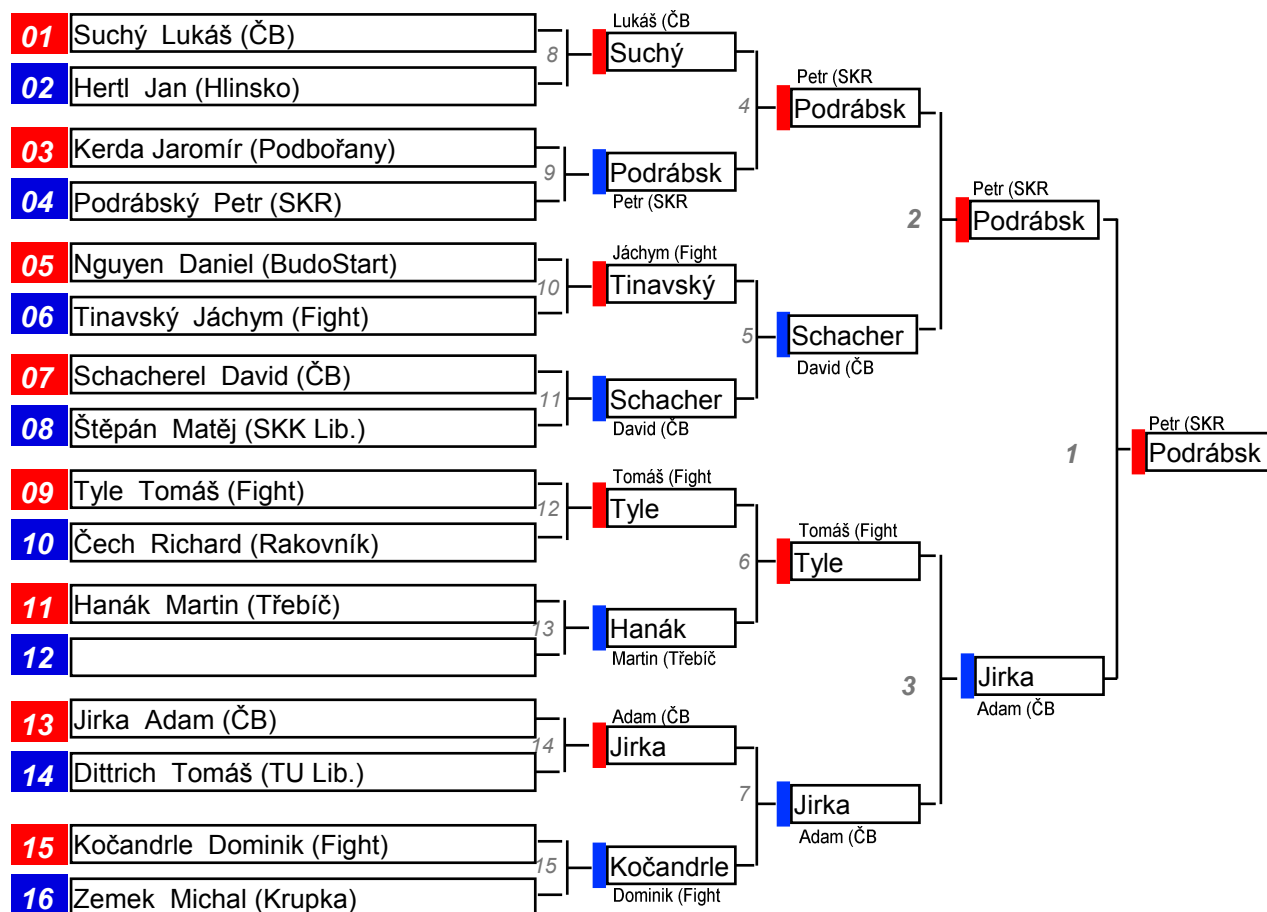 01 Suchý Lukáš (ČB)
02 Hertl Jan (Hlinsko)
03 Kerda Jaromír (Podbořany)
04 Podrábský Petr (SKR)
05 Nguyen Daniel (BudoStart)
06 Tinavský Jáchym (Fight)
07 Schacherel David (ČB)
08 Štěpán Matěj (SKK Lib.)
09 Tyle Tomáš (Fight)
10 Čech Richard (Rakovník)
11 Hanák Martin (Třebíč)
12
13 Jirka Adam (ČB)
14 Dittrich Tomáš (TU Lib.)
15 Kočandrle Dominik (Fight)
16 Zemek Michal (Krupka)
8
9
10
11
12
13
14
15
Lukáš (ČB
Suchý
Podrábsk
Petr (SKR
Jáchym (Fight
Tinavský
Schacher
David (ČB
Tomáš (Fight
Tyle
Hanák
Martin (Třebíč
Adam (ČB
Jirka
Kočandrle
Dominik (Fight
4
5
6
7
Petr (SKR
Podrábsk
Schacher
David (ČB
Tomáš (Fight
Tyle
Jirka
Adam (ČB
2
3
Petr (SKR
Podrábsk
Jirka
Adam (ČB
1
Petr (SKR
Podrábsk